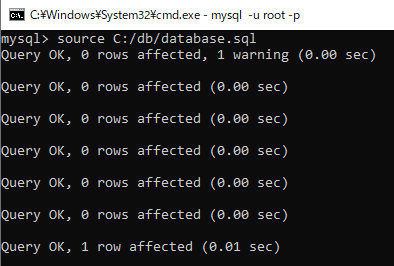 C:¥Windows¥System32¥cmd.exe - mysql  -u root -p
mysql> source C:/db/database.sql
Query OK, 0 rows affected, 1 warning (0.00 sec)
Query OK, 0 rows affected (0.00 sec)
Query OK, 0 rows affected (0.00 sec)
Query OK, 0 rows affected (0.00 sec)
Query OK, 0 rows affected (0.00 sec)
Query OK, 0 rows affected (0.00 sec)
Query OK, 1 row affected (0.01 sec)